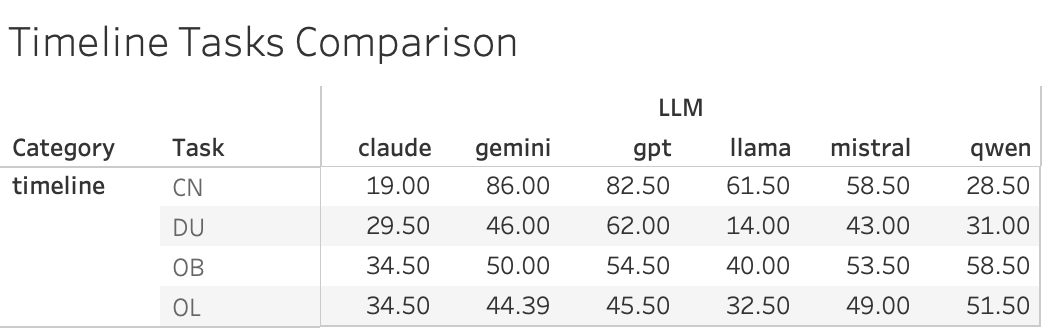 Timeline Tasks Comparison
LLM
Category Task claude gemini gpt llama mistral qwen
timeline CN 19.00 86.00 82.50 61.50 58.50 28.50
DU 29.50 46.00 62.00 14.00 43.00 31.00
OB 34.50 50.00 54.50 40.00 53.50 58.50
OL 34.50 44.39 45.50 32.50 49.00 51.50